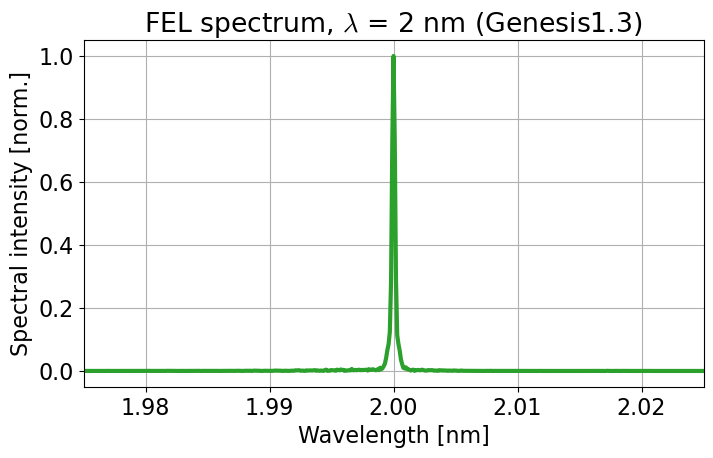 FEL spectrum, λ = 2 nm (Genesis1.3)
Spectral intensity [norm.]
1.0
0.8
0.6
0.4
0.2
0.0
1.98 1.99 2.00 2.01 2.02
Wavelength [nm]